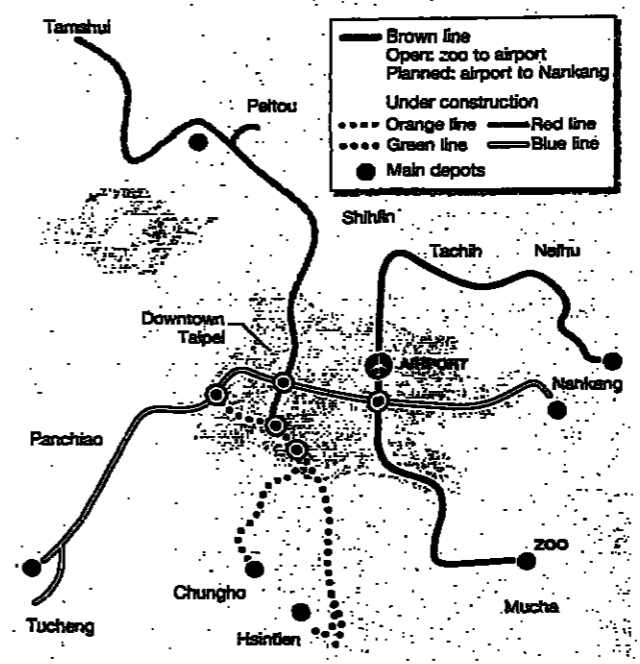 Tamshui
Peitou
Brown line
Open: zoo to airport
Planned: airport to Nankang
Under construction
Orange line
Red line
Green line
Blue line
Main depots
Shihlin
Tachih
Neihu
Downtown
Taipei
AIRPORT
Nankang
Panchiao
ZOO
Chungho
Mucha
Tucheng
Hsintien